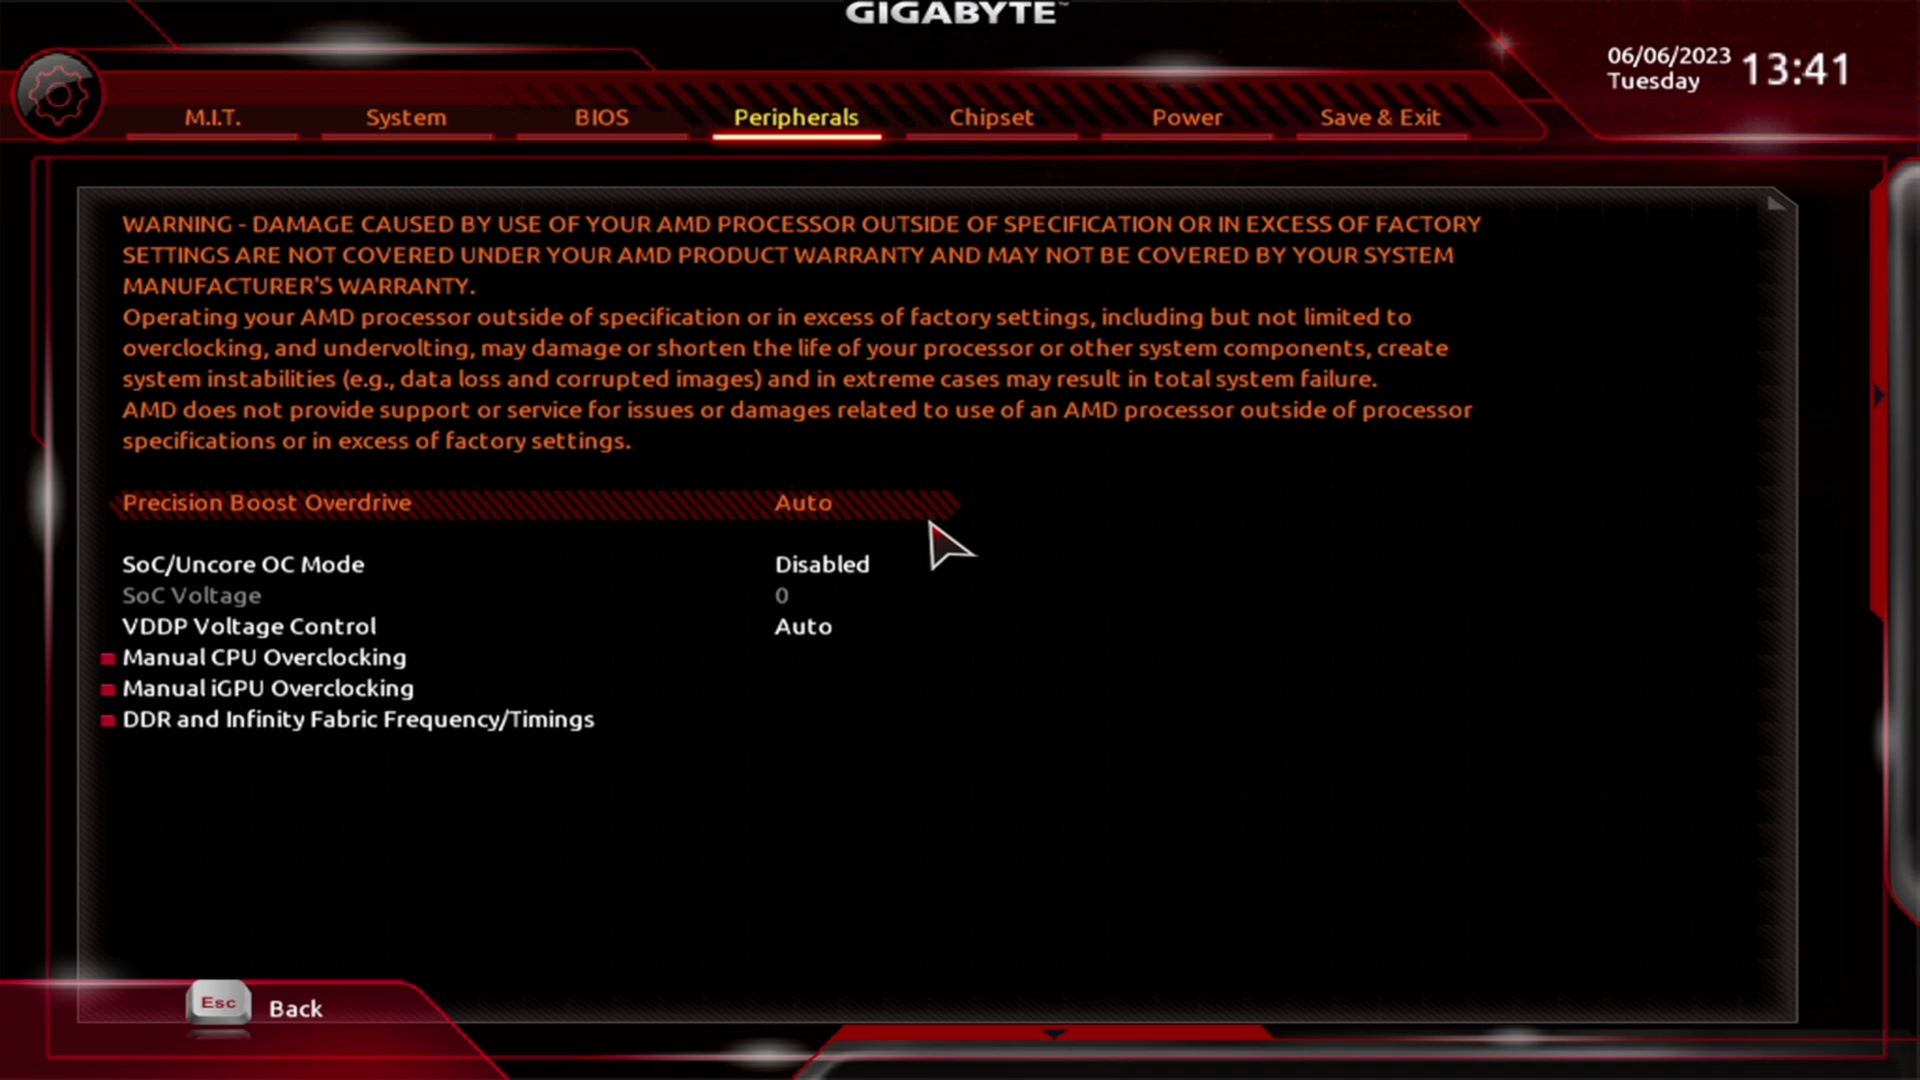 GIGABYTE™
06/06/2023
Tuesday
13:41
M.I.T. System BIOS Peripherals Chipset Power Save & Exit
WARNING - DAMAGE CAUSED BY USE OF YOUR AMD PROCESSOR OUTSIDE OF SPECIFICATION OR IN EXCESS OF FACTORY
SETTINGS ARE NOT COVERED UNDER YOUR AMD PRODUCT WARRANTY AND MAY NOT BE COVERED BY YOUR SYSTEM
MANUFACTURER'S WARRANTY.
Operating your AMD processor outside of specification or in excess of factory settings, including but not limited to
overclocking, and undervolting, may damage or shorten the life of your processor or other system components, create
system instabilities (e.g., data loss and corrupted images) and in extreme cases may result in total system failure.
AMD does not provide support or service for issues or damages related to use of an AMD processor outside of processor
specifications or in excess of factory settings.
Precision Boost Overdrive Auto
SoC/Uncore OC Mode Disabled
SoC Voltage 0
VDDP Voltage Control Auto
Manual CPU Overclocking
Manual iGPU Overclocking
DDR and Infinity Fabric Frequency/Timings
Esc Back